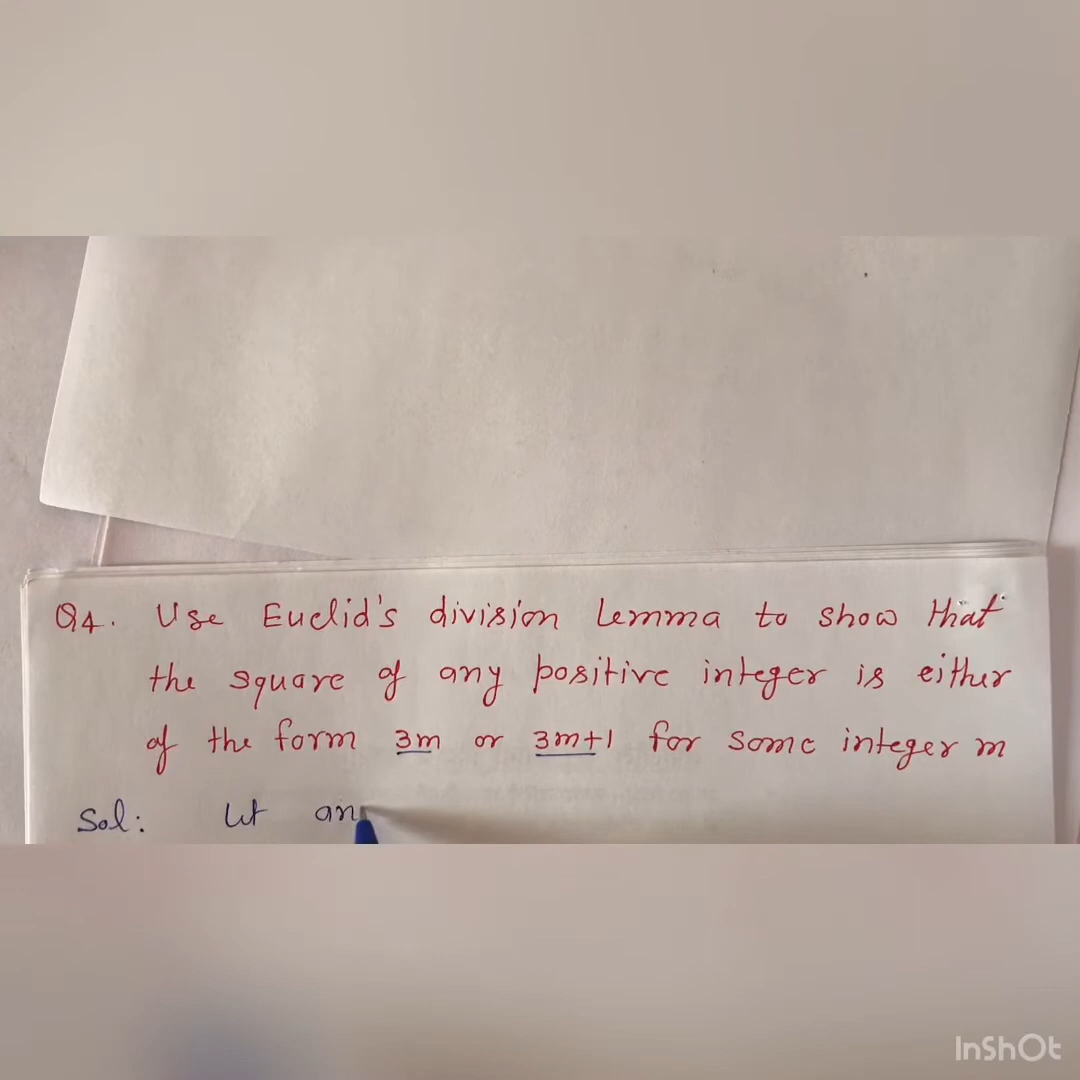 Q4. Use Euclid's division Lemma to show that
the square of any positive integer is either
of the form 3m or 3m+1 for some integer m
Sol: Let an
InShOt